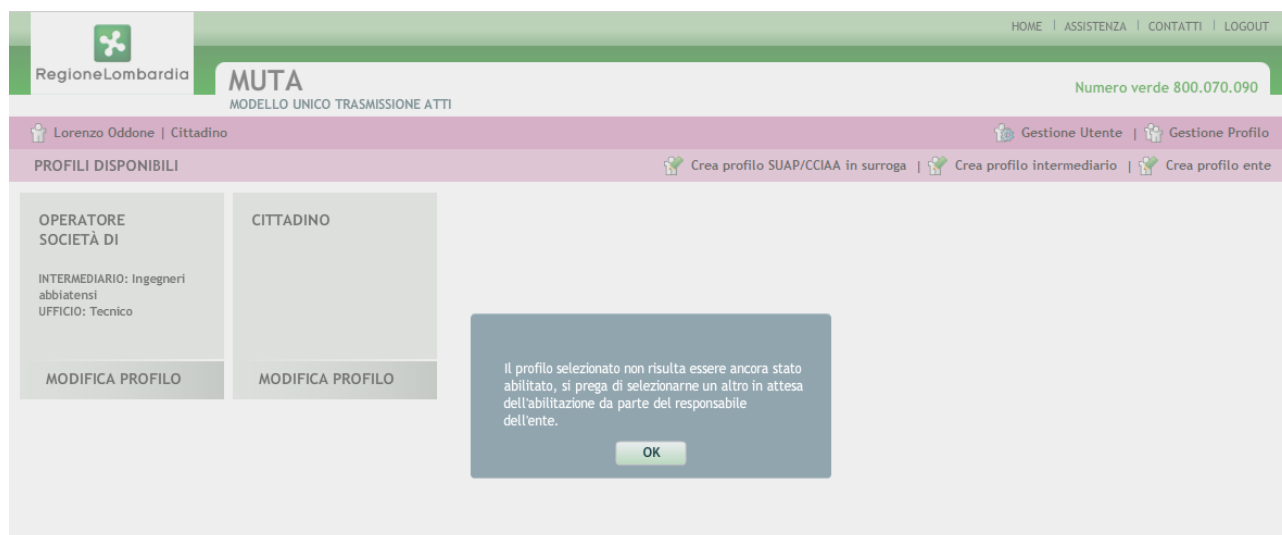 HOME | ASSISTENZA | CONTATTI | LOGOUT
RegioneLombardia
MUTA
MODELLO UNICO TRASMISSIONE ATTI
Numero verde 800.070.090
Lorenzo Oddone | Cittadino
Gestione Utente | Gestione Profilo
PROFILI DISPONIBILI
Crea profilo SUAP/CCIAA in surroga | Crea profilo intermediario | Crea profilo ente
OPERATORE
SOCIETÀ DI
INTERMEDIARIO: Ingegneri
abbiatensi
UFFICIO: Tecnico
MODIFICA PROFILO
CITTADINO
MODIFICA PROFILO
Il profilo selezionato non risulta essere ancora stato
abilitato, si prega di selezionarne un altro in attesa
dell'abilitazione da parte del responsabile
dell'ente.
OK